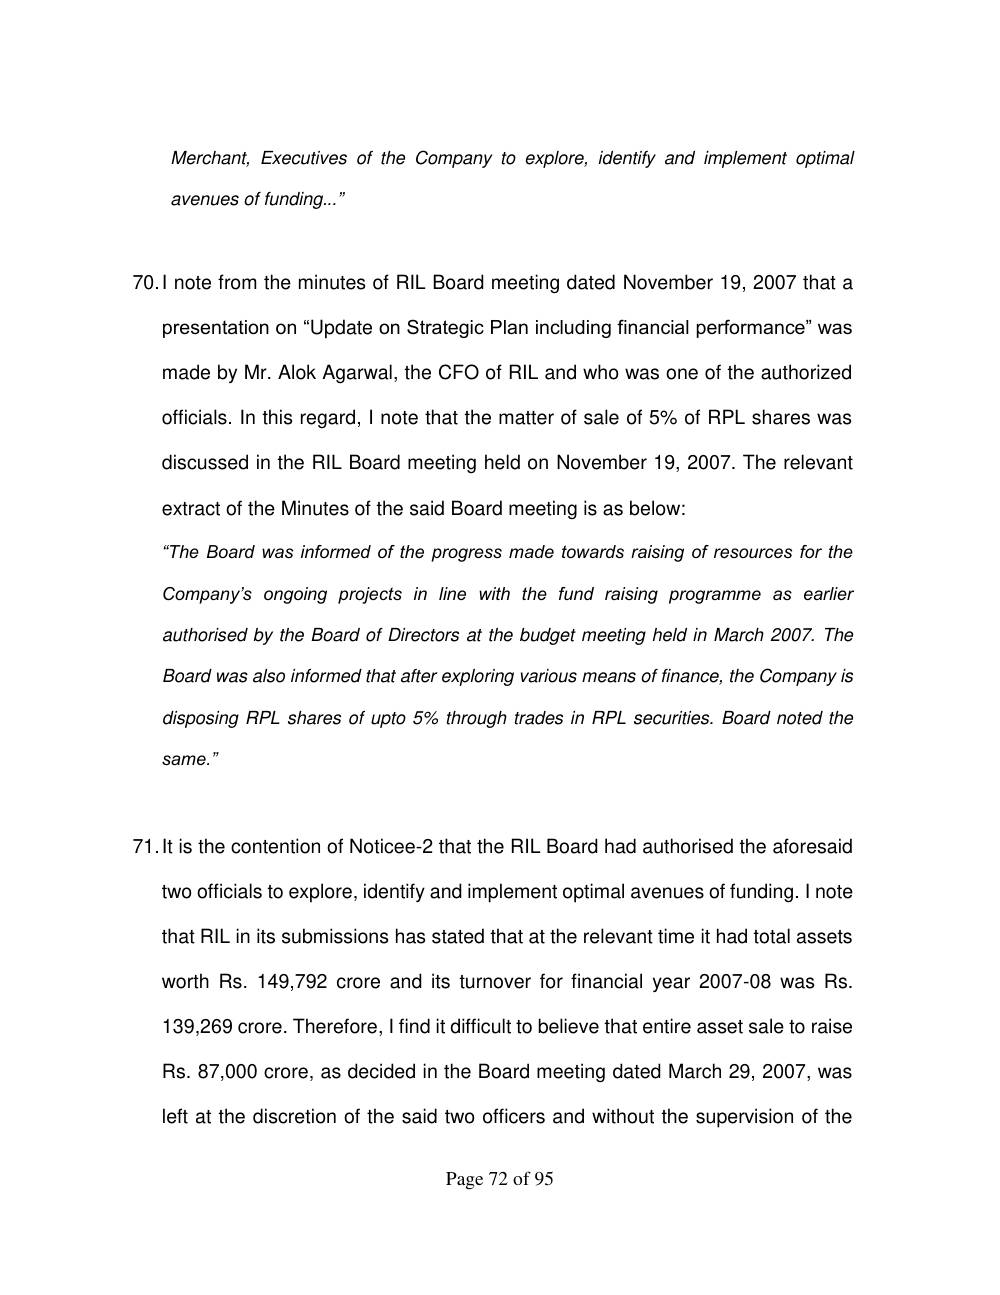 Merchant, Executives of the Company to explore, identify and implement optimal
avenues of funding...”
70. I note from the minutes of RIL Board meeting dated November 19, 2007 that a
presentation on “Update on Strategic Plan including financial performance” was
made by Mr. Alok Agarwal, the CFO of RIL and who was one of the authorized
officials. In this regard, I note that the matter of sale of 5% of RPL shares was
discussed in the RIL Board meeting held on November 19, 2007. The relevant
extract of the Minutes of the said Board meeting is as below:
“The Board was informed of the progress made towards raising of resources for the
Company’s ongoing projects in line with the fund raising programme as earlier
authorised by the Board of Directors at the budget meeting held in March 2007. The
Board was also informed that after exploring various means of finance, the Company is
disposing RPL shares of upto 5% through trades in RPL securities. Board noted the
same.”
71. It is the contention of Noticee-2 that the RIL Board had authorised the aforesaid
two officials to explore, identify and implement optimal avenues of funding. I note
that RIL in its submissions has stated that at the relevant time it had total assets
worth Rs. 149,792 crore and its turnover for financial year 2007-08 was Rs.
139,269 crore. Therefore, I find it difficult to believe that entire asset sale to raise
Rs. 87,000 crore, as decided in the Board meeting dated March 29, 2007, was
left at the discretion of the said two officers and without the supervision of the
Page 72 of 95